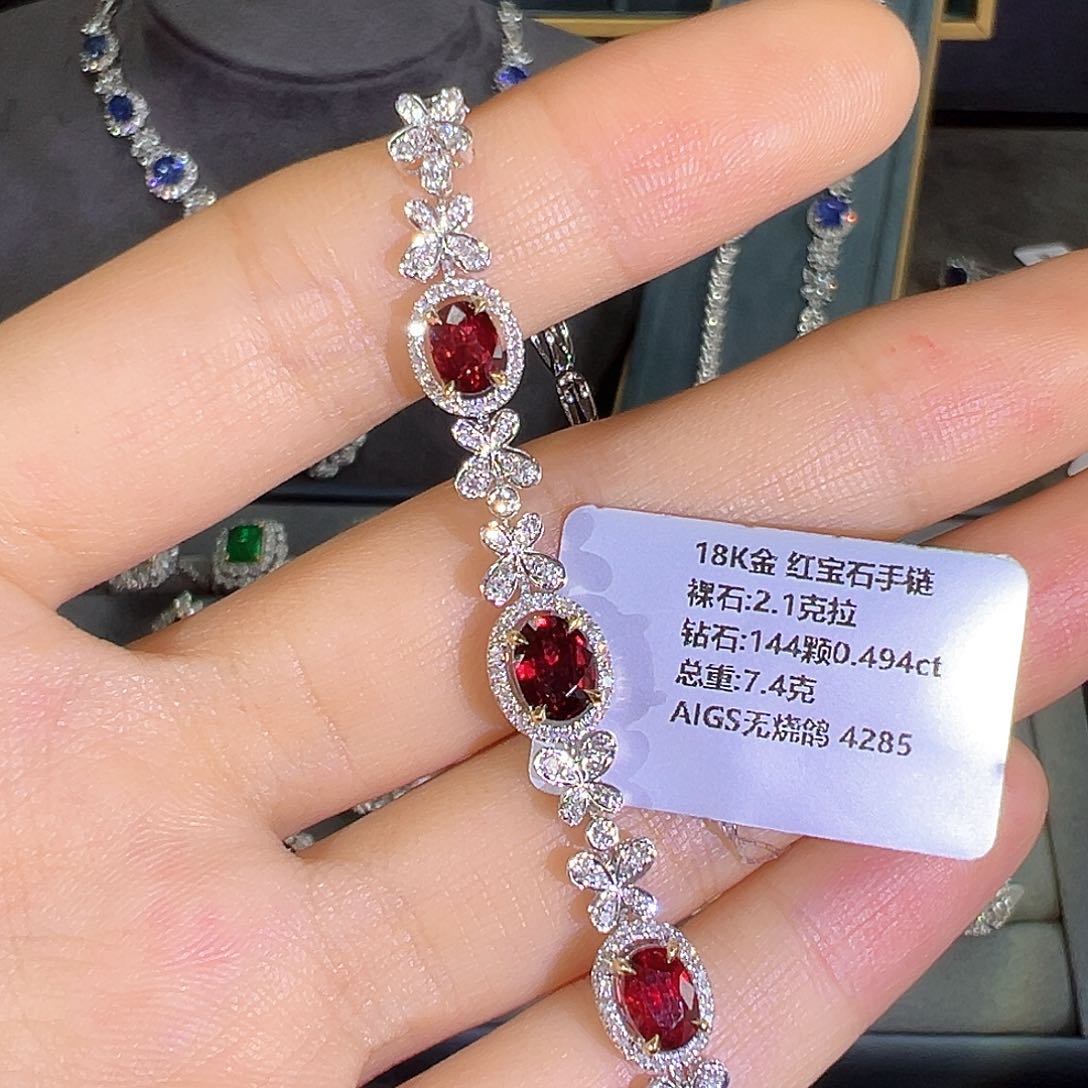 18K金 红宝石手链
裸石:2.1克拉
钻石:144颗0.494ct
总重:7.4克
AIGS无烧鸽 4285